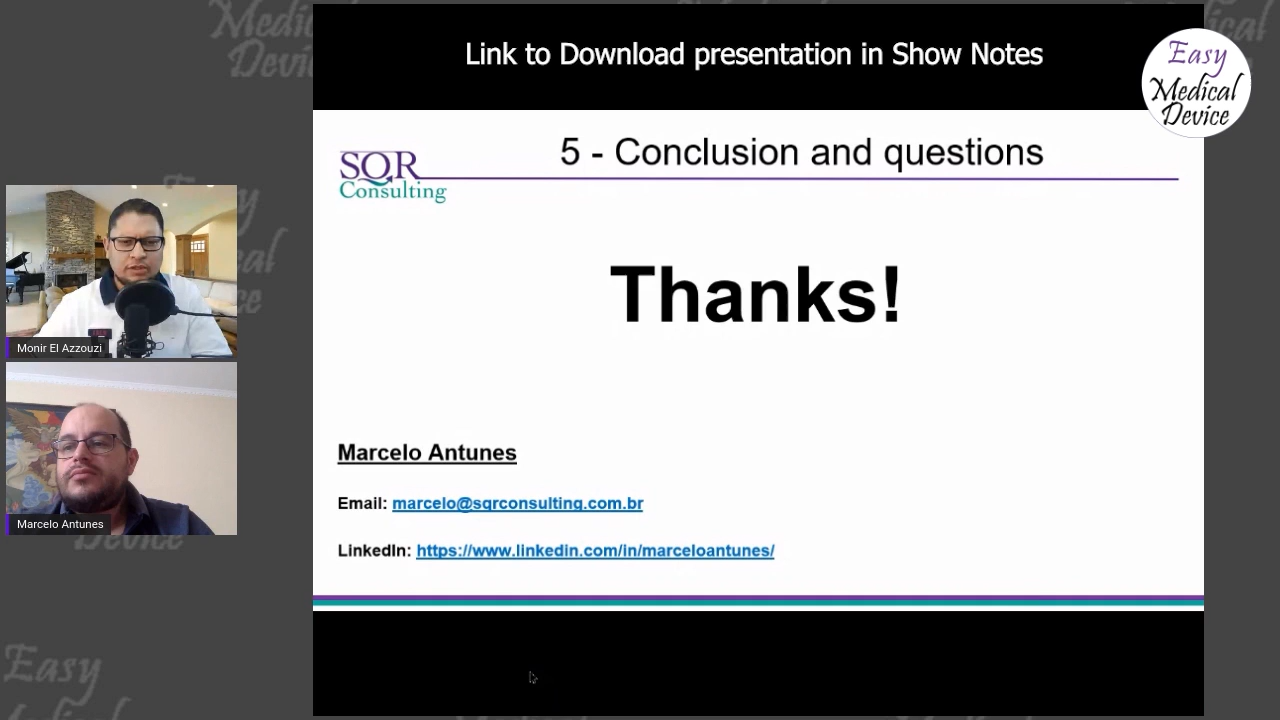 Link to Download presentation in Show Notes
Easy
Medical
Device
SQR
Consulting
5 - Conclusion and questions
Thanks!
Monir El Azzouzi
Marcelo Antunes
Marcelo Antunes
Email: marcelo@sqrconsulting.com.br
LinkedIn: https://www.linkedin.com/in/marceloantunes/
Easy